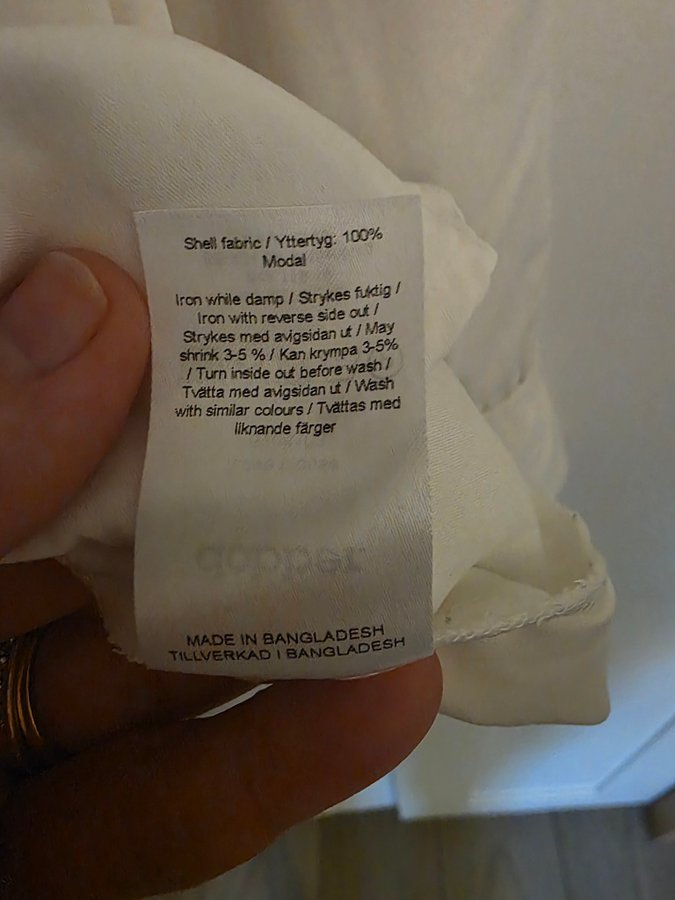 Shell fabric / Yttertyg: 100%
Modal
Iron while damp / Strykes fuktig /
Iron with reverse side out /
Strykes med avigsidan ut / May
shrink 3-5 % / Kan krympa 3-5%
/ Turn inside out before wash /
Tvätta med avigsidan ut / Wash
with similar colours / Tvättas med
liknande färger
MADE IN BANGLADESH
TILLVERKAD I BANGLADESH